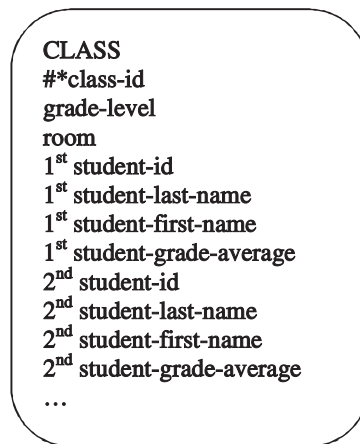 CLASS
#*class-id
grade-level
room
1st student-id
1st student-last-name
1st student-first-name
1st student-grade-average
2nd student-id
2nd student-last-name
2nd student-first-name
2nd student-grade-average
…